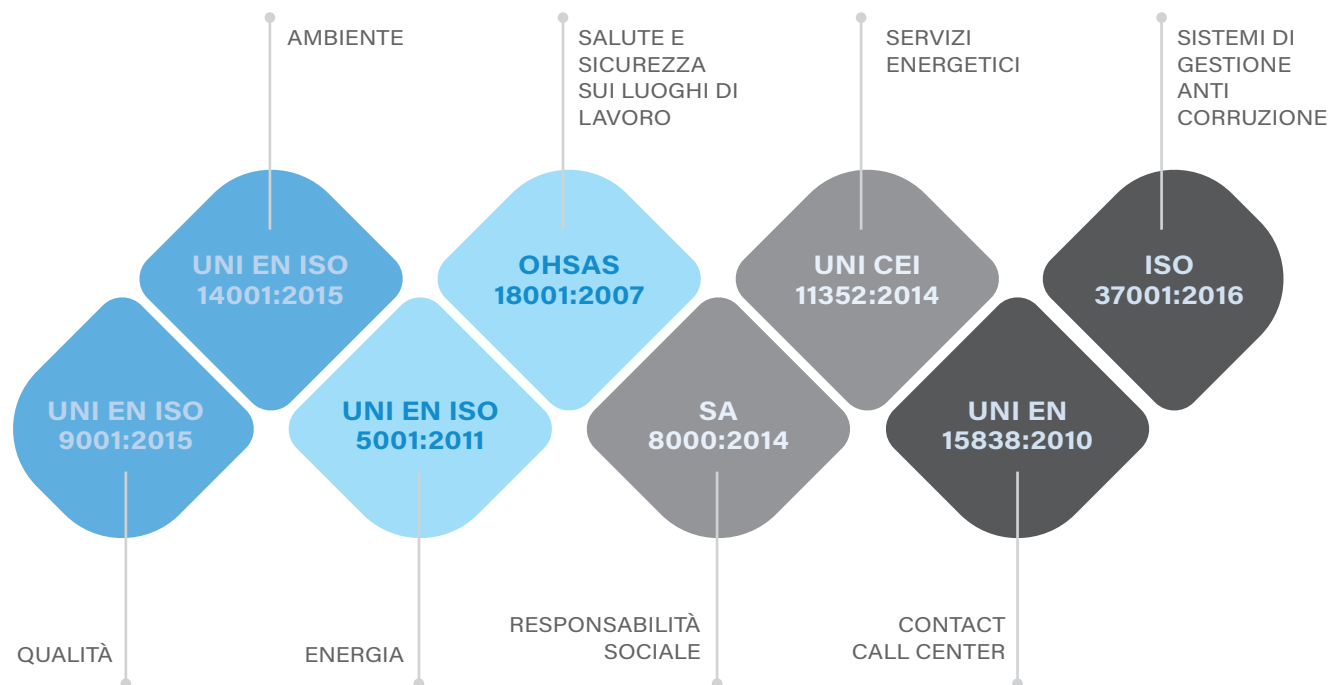 AMBIENTE
SALUTE E
SICUREZZA
SUI LUOGHI DI
LAVORO
SERVIZI
ENERGETICI
SISTEMI DI
GESTIONE
ANTI
CORRUZIONE
UNI EN ISO
14001:2015
OHSAS
18001:2007
UNI CEI
11352:2014
ISO
37001:2016
UNI EN ISO
9001:2015
UNI EN ISO
5001:2011
SA
8000:2014
UNI EN
15838:2010
QUALITÀ
ENERGIA
RESPONSABILITÀ
SOCIALE
CONTACT
CALL CENTER